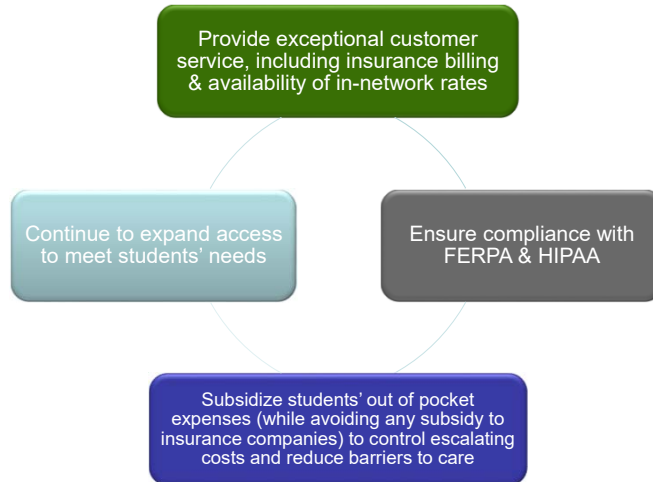 Provide exceptional customer
service, including insurance billing
& availability of in-network rates
Continue to expand access
to meet students’ needs
Ensure compliance with
FERPA & HIPAA
Subsidize students’ out of pocket
expenses (while avoiding any subsidy to
insurance companies) to control escalating
costs and reduce barriers to care